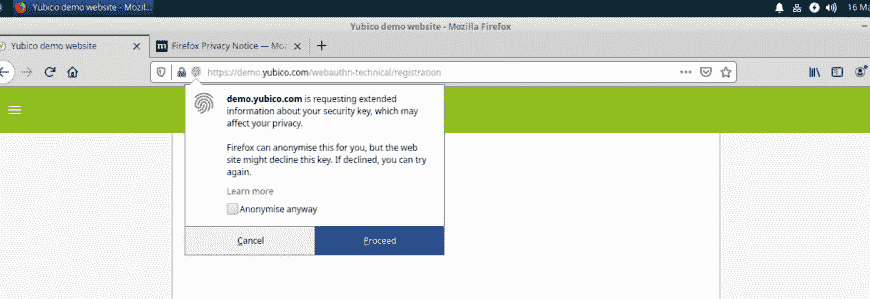 Yubico demo website - Mozil...
16 Ma
Yubico demo website - Mozilla Firefox
Yubico demo website
Firefox Privacy Notice — Moz
https://demo.yubico.com/webauthn-technical/registration
demo.yubico.com is requesting extended
information about your security key, which may
affect your privacy.
Firefox can anonymise this for you, but the web
site might decline this key. If declined, you can try
again.
Learn more
Anonymise anyway
Cancel
Proceed